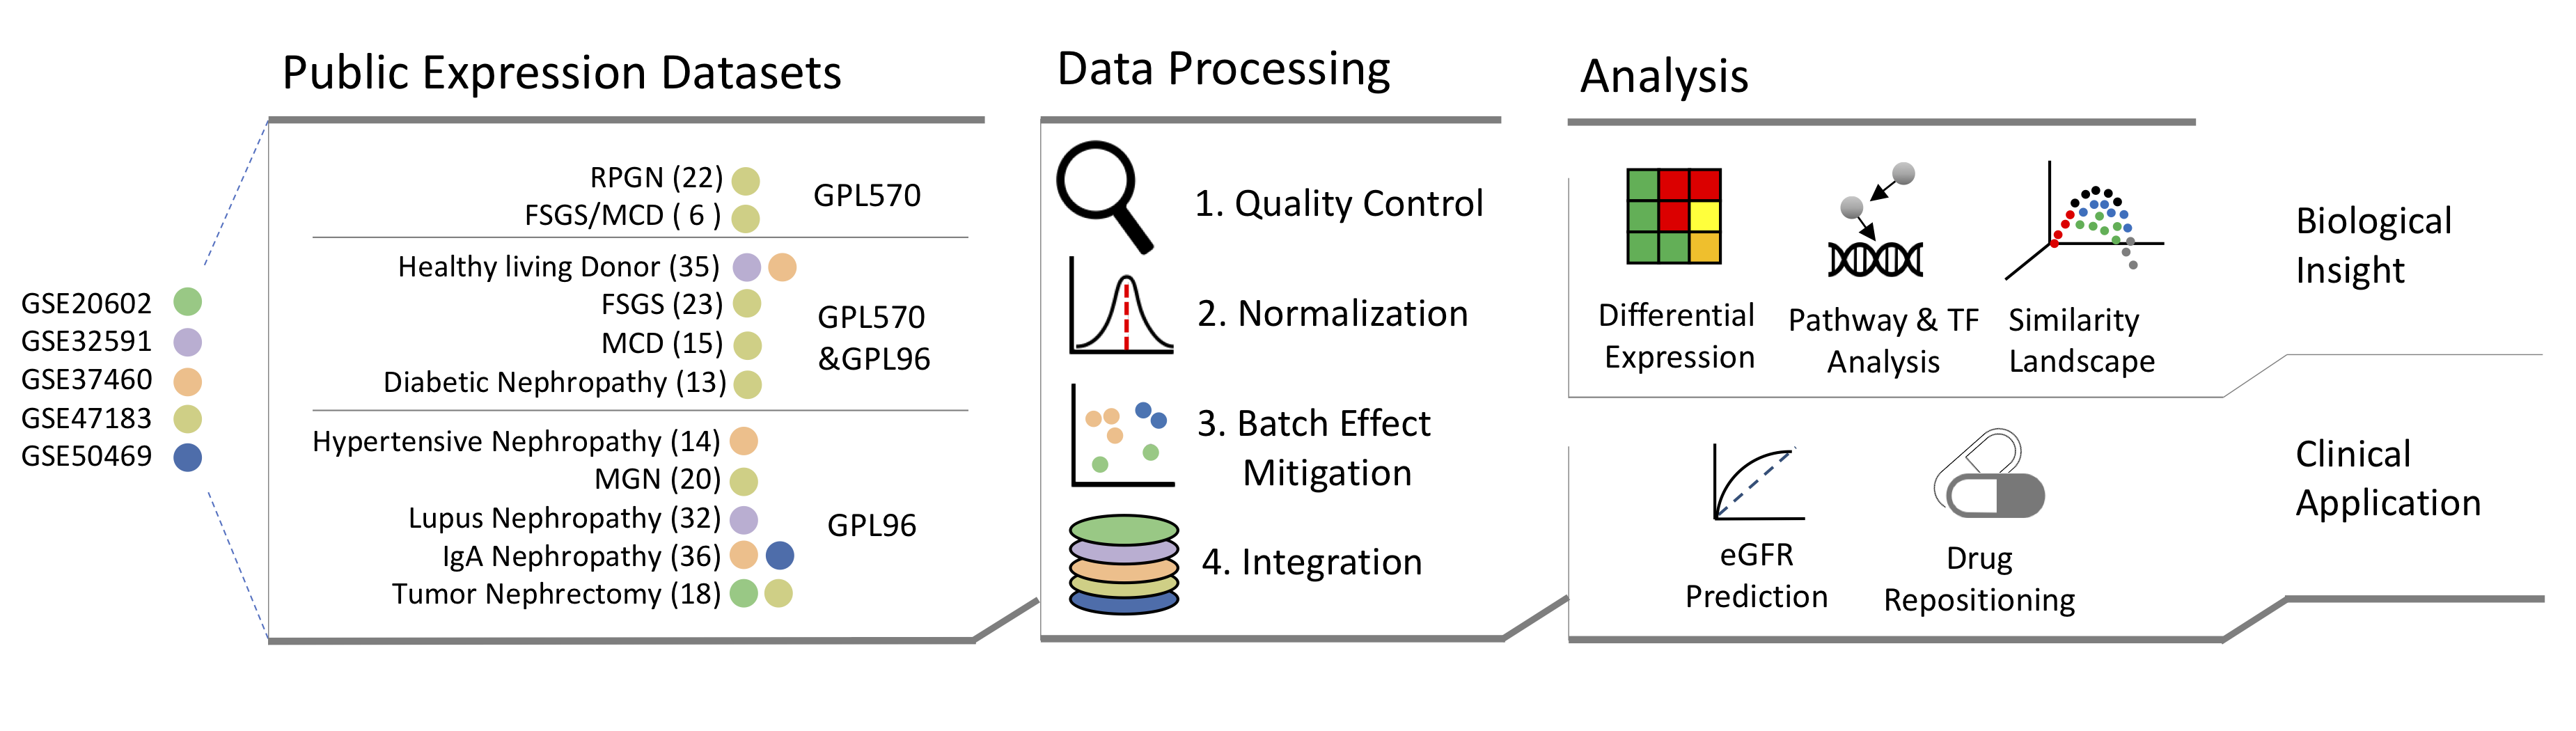 Public Expression Datasets
GSE20602
GSE32591
GSE37460
GSE47183
GSE50469
RPGN (22)
FSGS/MCD ( 6 )
GPL570
Healthy living Donor (35)
FSGS (23)
MCD (15)
Diabetic Nephropathy (13)
GPL570
&GPL96
Hypertensive Nephropathy (14)
MGN (20)
Lupus Nephropathy (32)
IgA Nephropathy (36)
Tumor Nephrectomy (18)
GPL96
Data Processing
1. Quality Control
2. Normalization
3. Batch Effect
Mitigation
4. Integration
Analysis
Differential
Expression
Pathway & TF
Analysis
Similarity
Landscape
Biological
Insight
eGFR
Prediction
Drug
Repositioning
Clinical
Application